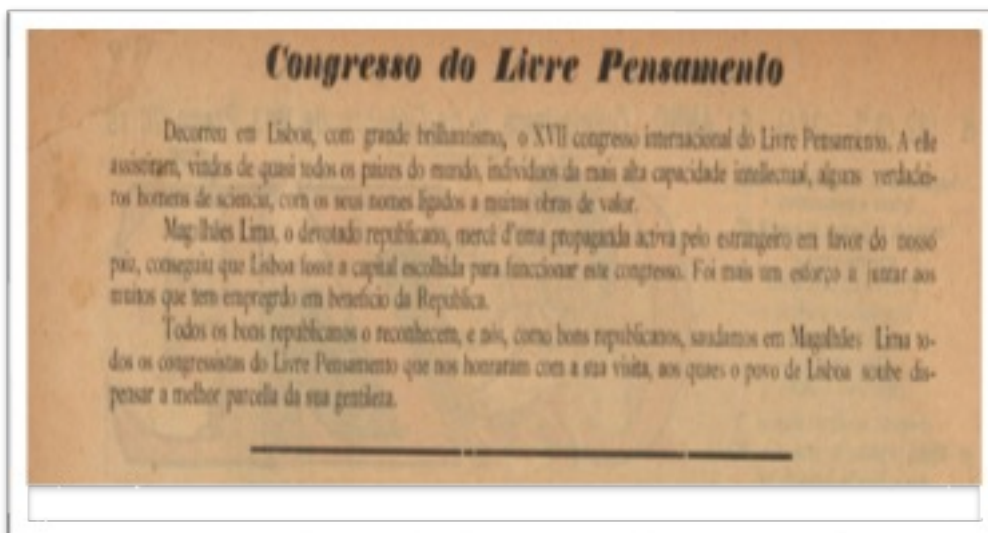 Congresso do Livre Pensamento
Decorreu em Lisboa, com grande brilhantismo, o XVII congresso internacional do Livre Pensamento. A elle
assistiram, vindos de quasi todos os paizes do mundo, individuos da mais alta capacidade intellectual, alguns verdadei-
ros homens de sciencia, com os seus nomes ligados a muitas obras de valor.
Magalhães Lima, o devotado republicano, mercê d'uma propaganda activa pelo estrangeiro em favor do nosso
paiz, conseguiu que Lisboa fosse a capital escolhida para funccionar este congresso. Foi mais um esforço a juntar aos
muitos que tem empregado em beneficio da Republica.
Todos os bons republicanos o reconhecem, e nós, como bons republicanos, saudamos em Magalhães Lima to-
dos os congressistas do Livre Pensamento que nos honraram com a sua visita, aos quaes o povo de Lisboa soube dis-
pensar a melhor parcella da sua gentileza.